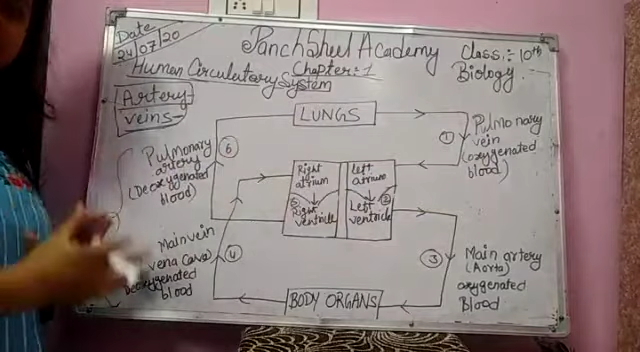 Date
24/07/20
Panchsheel Academy
Class:- 10th
Chapter:-1
Biology
Human Circulatory System
Artery
veins
LUNGS
Pulmonary
artery
(Deoxygenated
blood)
6
1
Pulmonary
vein
(oxygenated
blood)
Right
atrium
left
atrium
5
2
Right
ventricle
Left
ventricle
Main vein
vena cava)
Deoxygenated
blood
4
3
Main artery
(Aorta)
oxygenated
Blood
BODY ORGANS